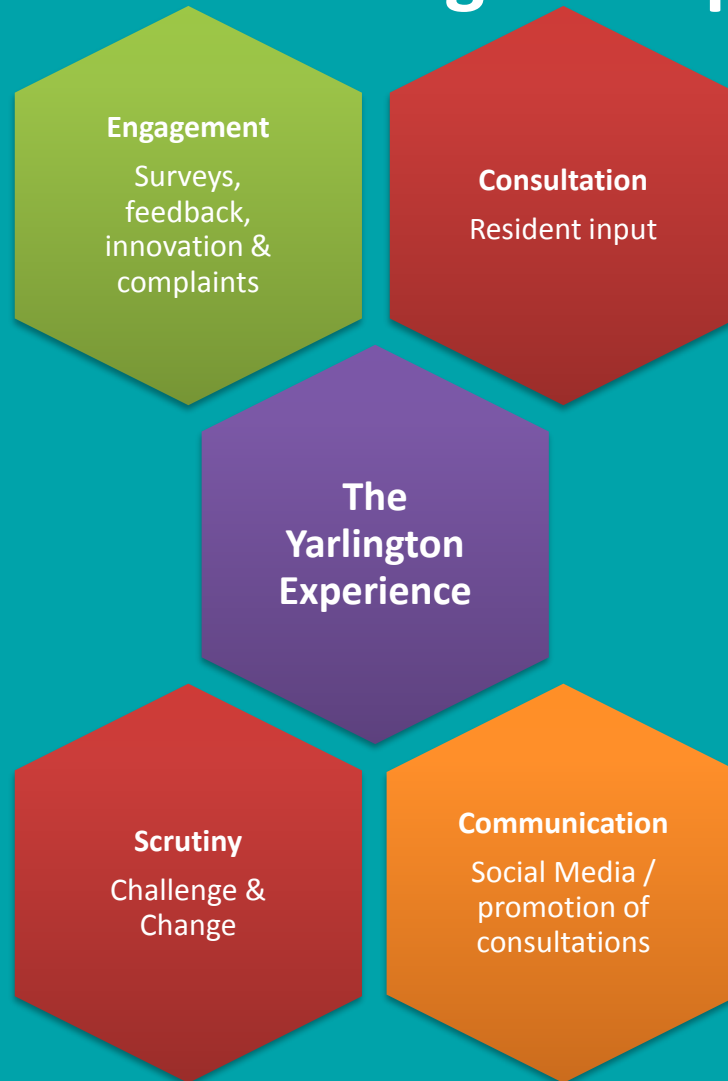 Engagement
Surveys,
feedback,
innovation &
complaints
Consultation
Resident input
The
Yarlington
Experience
Scrutiny
Challenge &
Change
Communication
Social Media /
promotion of
consultations